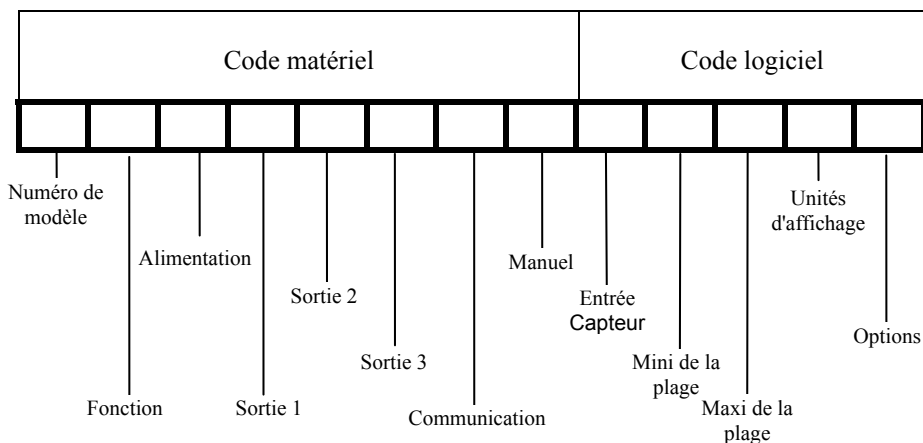 Code matériel
Code logiciel
Numéro de
modèle
Fonction
Alimentation
Sortie 1
Sortie 2
Sortie 3
Communication
Manuel
Entrée
Capteur
Mini de la
plage
Maxi de la
plage
Unités
d'affichage
Options